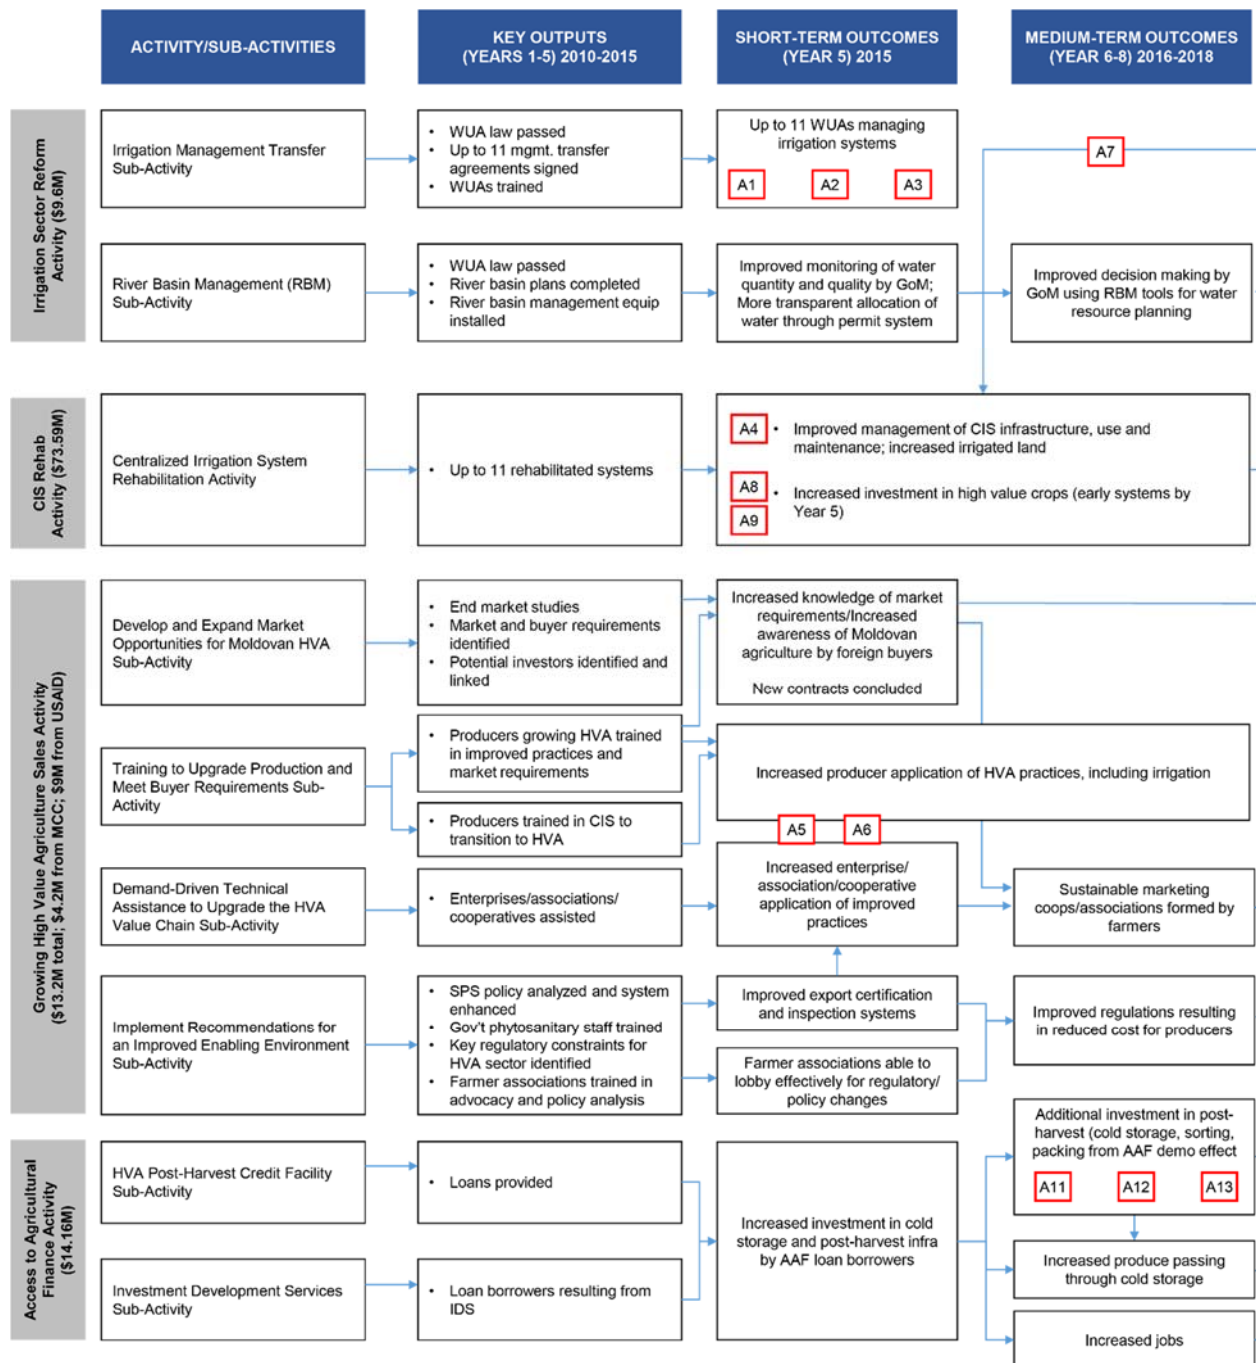 ACTIVITY/SUB-ACTIVITIES
KEY OUTPUTS
(YEARS 1-5) 2010-2015
SHORT-TERM OUTCOMES
(YEAR 5) 2015
MEDIUM-TERM OUTCOMES
(YEAR 6-8) 2016-2018
Irrigation Sector Reform
Activity ($9.6M)
Irrigation Management Transfer
Sub-Activity
• WUA law passed
• Up to 11 mgmt. transfer
agreements signed
• WUAs trained
Up to 11 WUAs managing
irrigation systems
A1
A2
A3
A7
River Basin Management (RBM)
Sub-Activity
• WUA law passed
• River basin plans completed
• River basin management equip
installed
Improved monitoring of water
quantity and quality by GoM;
More transparent allocation of
water through permit system
Improved decision making by
GoM using RBM tools for water
resource planning
CIS Rehab
Activity ($73.59M)
Centralized Irrigation System
Rehabilitation Activity
• Up to 11 rehabilitated systems
A4
• Improved management of CIS infrastructure, use and
maintenance; increased irrigated land
A8
A9
• Increased investment in high value crops (early systems by
Year 5)
Growing High Value Agriculture Sales Activity
($13.2M total; $4.2M from MCC; $9M from USAID)
Develop and Expand Market
Opportunities for Moldovan HVA
Sub-Activity
• End market studies
• Market and buyer requirements
identified
• Potential investors identified and
linked
Increased knowledge of market
requirements/Increased
awareness of Moldovan
agriculture by foreign buyers
New contracts concluded
Training to Upgrade Production and
Meet Buyer Requirements Sub-
Activity
• Producers growing HVA trained
in improved practices and
market requirements
• Producers trained in CIS to
transition to HVA
Increased producer application of HVA practices, including irrigation
A5
A6
Demand-Driven Technical
Assistance to Upgrade the HVA
Value Chain Sub-Activity
• Enterprises/associations/
cooperatives assisted
Increased enterprise/
association/cooperative
application of improved
practices
Sustainable marketing
coops/associations formed by
farmers
Implement Recommendations for
an Improved Enabling Environment
Sub-Activity
• SPS policy analyzed and system
enhanced
• Gov't phytosanitary staff trained
• Key regulatory constraints for
HVA sector identified
• Farmer associations trained in
advocacy and policy analysis
Improved export certification
and inspection systems
Farmer associations able to
lobby effectively for regulatory/
policy changes
Improved regulations resulting
in reduced cost for producers
Access to Agricultural
Finance Activity
($14.16M)
HVA Post-Harvest Credit Facility
Sub-Activity
• Loans provided
Investment Development Services
Sub-Activity
• Loan borrowers resulting from
IDS
Increased investment in cold
storage and post-harvest infra
by AAF loan borrowers
Additional investment in post-
harvest (cold storage, sorting,
packing from AAF demo effect
A11
A12
A13
Increased produce passing
through cold storage
Increased jobs